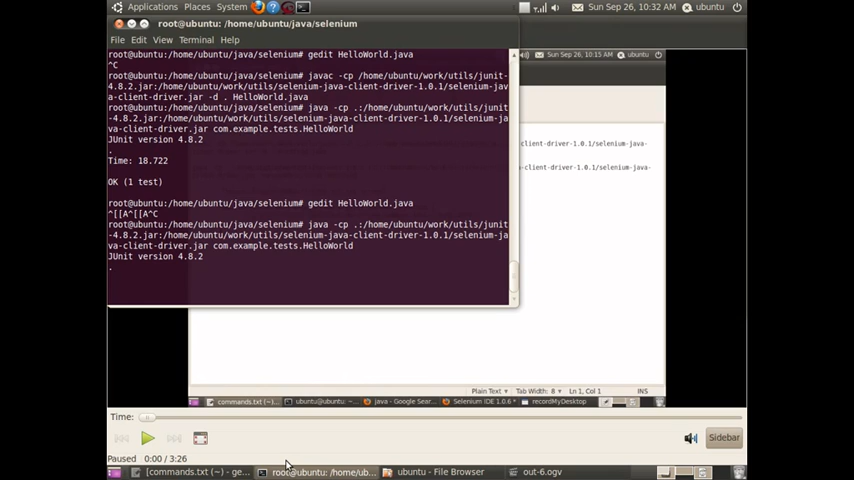 Applications Places System Sun Sep 26, 10:32 AM ubuntu
root@ubuntu: /home/ubuntu/java/selenium
File Edit View Terminal Help
root@ubuntu:/home/ubuntu/java/selenium# gedit HelloWorld.java
^C
root@ubuntu:/home/ubuntu/java/selenium# javac -cp /home/ubuntu/work/utils/junit-
4.8.2.jar:/home/ubuntu/work/utils/selenium-java-client-driver-1.0.1/selenium-jav
a-client-driver.jar -d . HelloWorld.java
root@ubuntu:/home/ubuntu/java/selenium# java -cp .:/home/ubuntu/work/utils/junit
-4.8.2.jar:/home/ubuntu/work/utils/selenium-java-client-driver-1.0.1/selenium-ja
va-client-driver.jar com.example.tests.HelloWorld
JUnit version 4.8.2
.
Time: 18.722
OK (1 test)
root@ubuntu:/home/ubuntu/java/selenium# gedit HelloWorld.java
^[[A^[[A^C
root@ubuntu:/home/ubuntu/java/selenium# java -cp .:/home/ubuntu/work/utils/junit
-4.8.2.jar:/home/ubuntu/work/utils/selenium-java-client-driver-1.0.1/selenium-ja
va-client-driver.jar com.example.tests.HelloWorld
JUnit version 4.8.2
.
Sun Sep 26, 10:15 AM ubuntu
client-driver-1.0.1/selenium-java-
client-driver-1.0.1/selenium-java-
Plain Text Tab Width: 8 Ln 1, Col 1 INS
commands.txt (~)... ubuntu@ubuntu: ~... java - Google Sear... Selenium IDE 1.0.6 * recordMyDesktop
Time:
Sidebar
Paused 0:00 / 3:26
[commands.txt (~) - ge... root@ubuntu: /home/ub... ubuntu - File Browser out-6.ogv